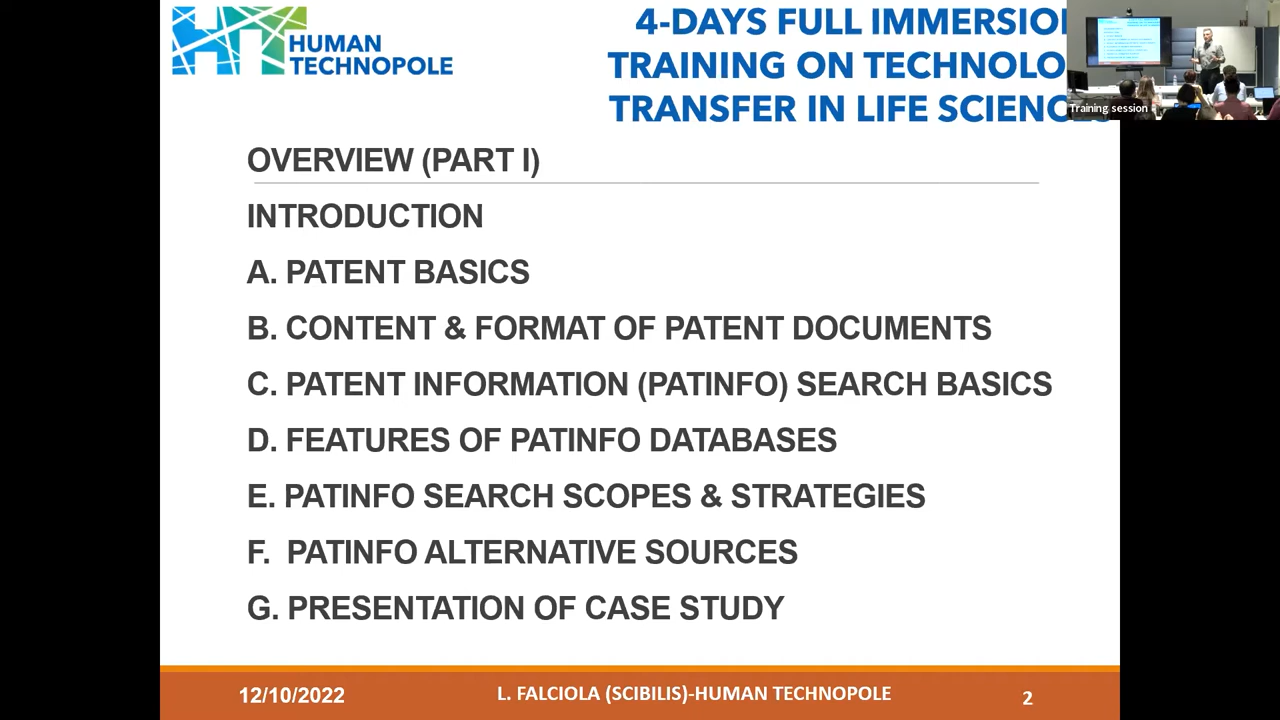 HUMAN
TECHNOPOLE
4-DAYS FULL IMMERSIO
TRAINING ON TECHNOLO
TRANSFER IN LIFE SCIENCES
Training session
OVERVIEW (PART I)
INTRODUCTION
A. PATENT BASICS
B. CONTENT & FORMAT OF PATENT DOCUMENTS
C. PATENT INFORMATION (PATINFO) SEARCH BASICS
D. FEATURES OF PATINFO DATABASES
E. PATINFO SEARCH SCOPES & STRATEGIES
F. PATINFO ALTERNATIVE SOURCES
G. PRESENTATION OF CASE STUDY
12/10/2022
L. FALCIOLA (SCIBILIS)-HUMAN TECHNOPOLE
2